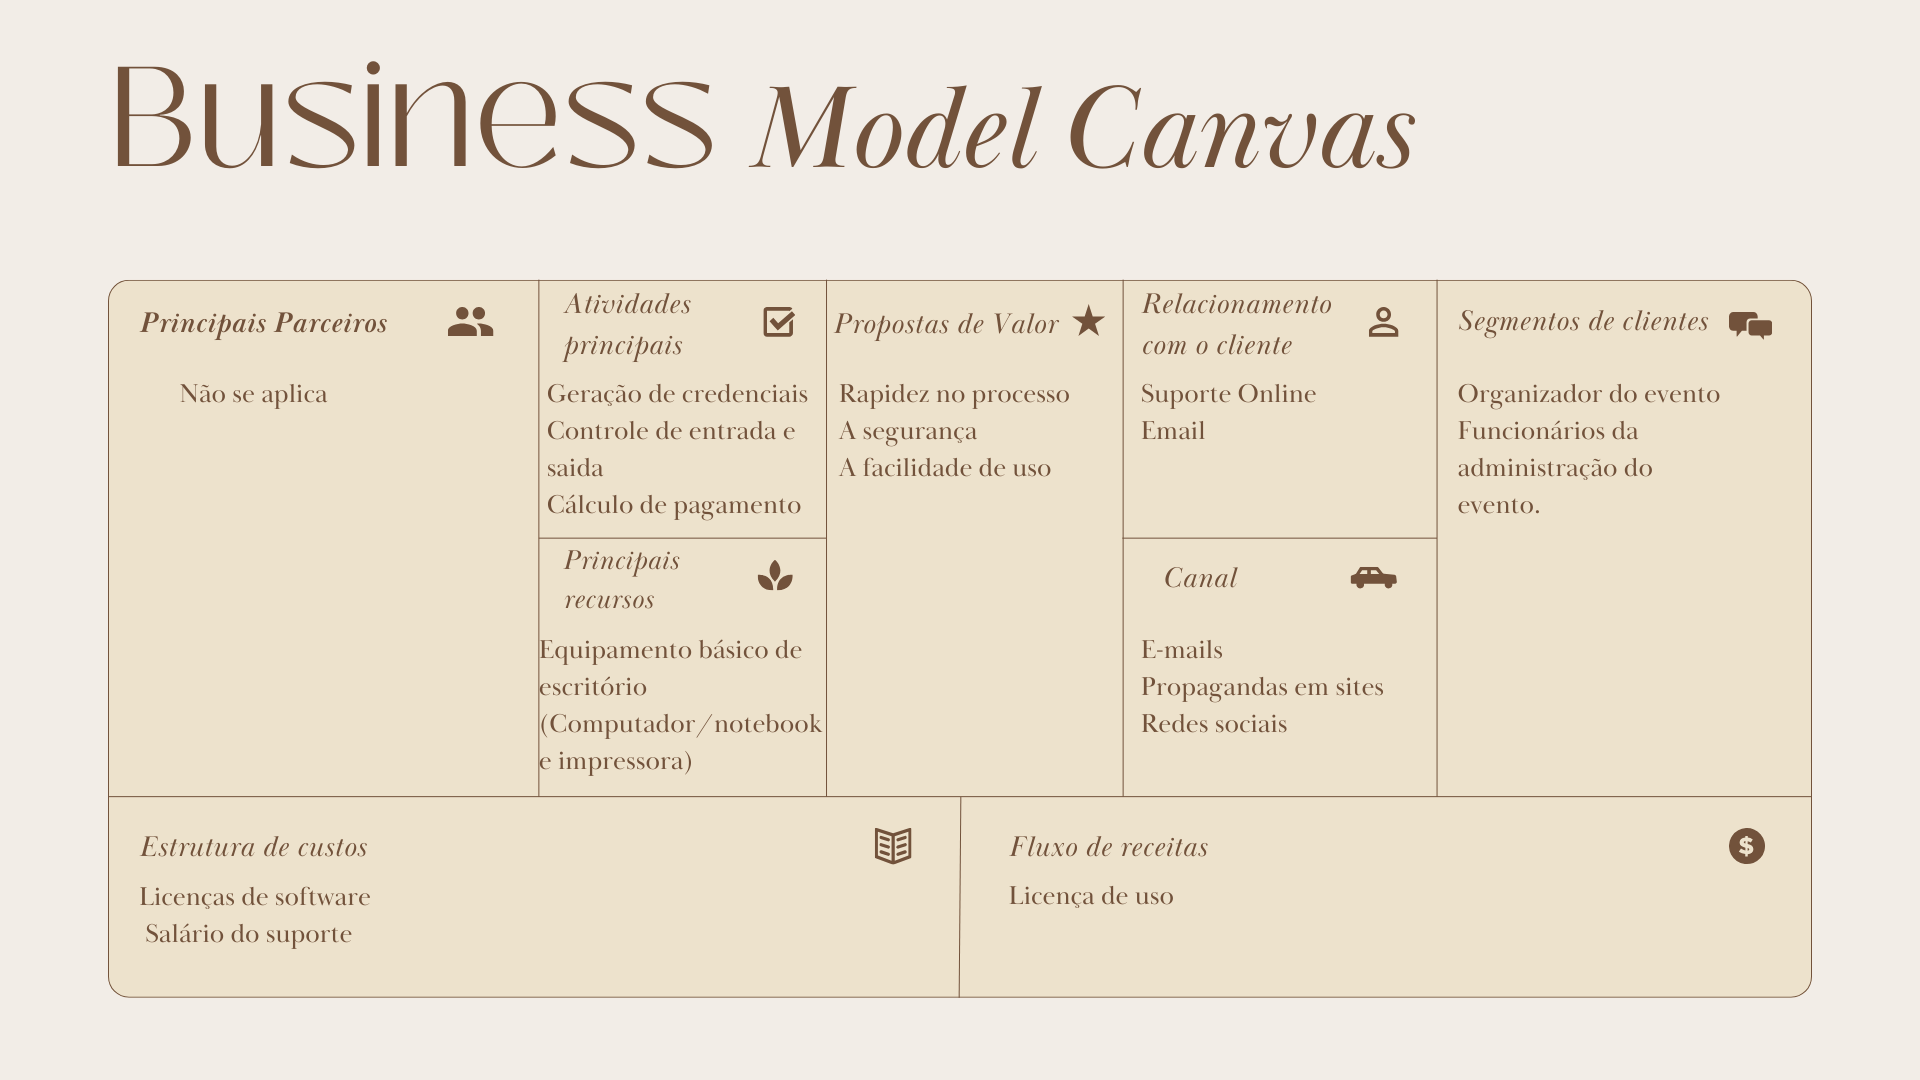 Business Model Canvas
Principais Parceiros
Não se aplica
Atividades
principais
Geração de credenciais
Controle de entrada e
saida
Cálculo de pagamento
Principais
recursos
Equipamento básico de
escritório
(Computador/notebook
e impressora)
Propostas de Valor
Rapidez no processo
A segurança
A facilidade de uso
Relacionamento
com o cliente
Suporte Online
Email
Canal
E-mails
Propagandas em sites
Redes sociais
Segmentos de clientes
Organizador do evento
Funcionários da
administração do
evento.
Estrutura de custos
Licenças de software
Salário do suporte
Fluxo de receitas
Licença de uso